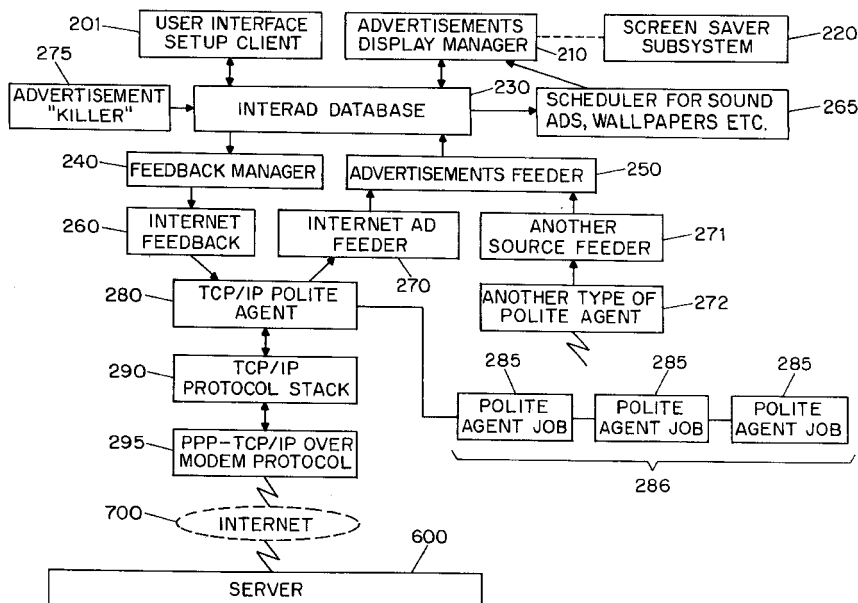 201
USER INTERFACE
SETUP CLIENT
ADVERTISEMENTS
DISPLAY MANAGER
210
SCREEN SAVER
SUBSYSTEM
220
275
ADVERTISEMENT
"KILLER"
INTERAD DATABASE
230
SCHEDULER FOR SOUND
ADS, WALLPAPERS ETC.
265
240
FEEDBACK MANAGER
ADVERTISEMENTS FEEDER
250
260
INTERNET
FEEDBACK
INTERNET AD
FEEDER
270
ANOTHER
SOURCE FEEDER
271
280
TCP/IP POLITE
AGENT
ANOTHER TYPE OF
POLITE AGENT
272
290
TCP/IP
PROTOCOL STACK
285
285
285
POLITE
AGENT JOB
POLITE
AGENT JOB
POLITE
AGENT JOB
286
295
PPP-TCP/IP OVER
MODEM PROTOCOL
700
INTERNET
600
SERVER